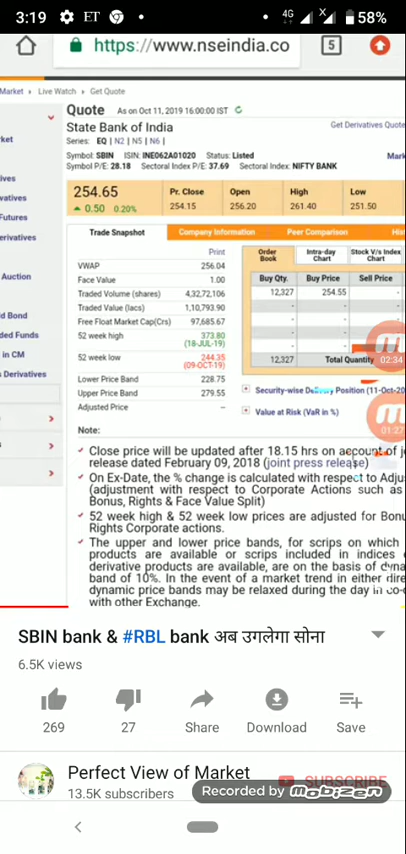 3:19
ET
4G
X
58%
https://www.nseindia.co
5
Market › Live Watch › Get Quote
Quote As on Oct 11, 2019 16:00:00 IST
Get Derivatives Quote
State Bank of India
Series: EQ | N2 | N5 | N6 |
Symbol: SBIN ISIN: INE062A01020 Status: Listed
Mark
Symbol P/E: 28.18 Sectoral Index P/E: 37.69 Sectoral Index: NIFTY BANK
254.65 Pr. Close Open High Low
0.50 0.20% 254.15 256.20 261.40 251.50
Trade Snapshot Company Information Peer Comparison His
ket
ives
vatives
Futures
erivatives
Auction
ld Bond
ded Funds
in CM
s Derivatives
Print
VWAP 256.04
Face Value 1.00
Traded Volume (shares) 4,32,72,106
Traded Value (lacs) 1,10,793.90
Free Float Market Cap(Crs) 97,685.67
52 week high 373.80
(18-JUL-19)
52 week low 244.35
(09-OCT-19)
Lower Price Band 228.75
Upper Price Band 279.55
Adjusted Price -
Order Book Intra-day Chart Stock V/s Index Chart
Buy Qty. Buy Price Sell Price
12,327 254.55 -
12,327 Total Quantity
02:34
01:27
Security-wise Delivery Position (11-Oct-20
Value at Risk (VaR in %)
Note:
Close price will be updated after 18.15 hrs on account of j
release dated February 09, 2018 (joint press release)
On Ex-Date, the % change is calculated with respect to Adju
(adjustment with respect to Corporate Actions such as
Bonus, Rights & Face Value Split)
52 week high & 52 week low prices are adjusted for Bonu
Rights Corporate actions.
The upper and lower price bands, for scrips on which
products are available or scrips included in indices
derivative products are available, are on the basis of dyna
band of 10%. In the event of a market trend in either dire
dynamic price bands may be relaxed during the day in co-
with other Exchange.
SBIN bank & #RBL bank अब उगलेगा सोना
6.5K views
269 27 Share Download Save
Perfect View of Market
13.5K subscribers
SUBSCRIBE
Recorded by mobizen